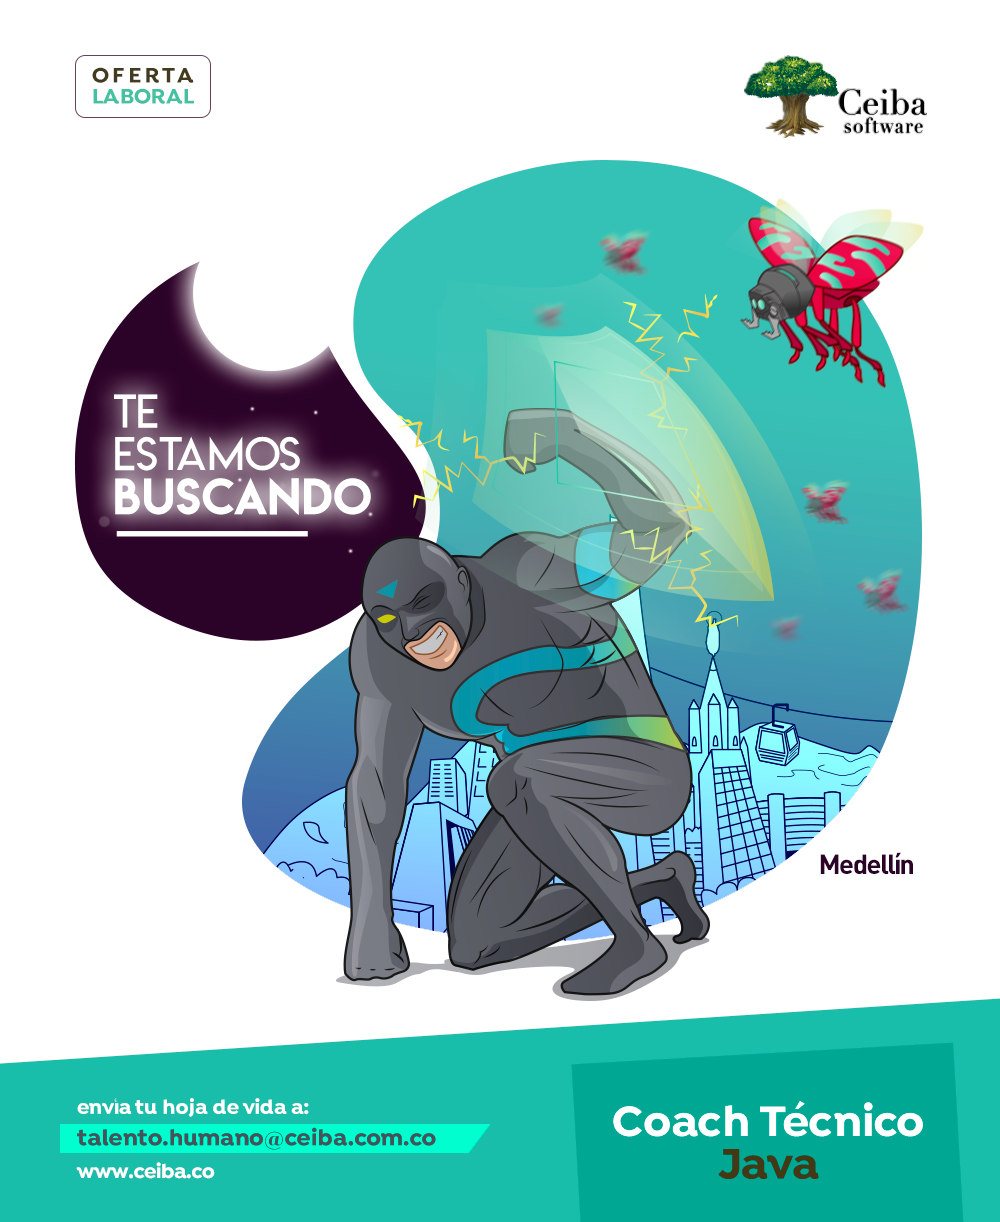 OFERTA
LABORAL
Ceiba
software
TE
ESTAMOS
BUSCANDO
Medellín
envía tu hoja de vida a:
talento.humano@ceiba.com.co
www.ceiba.co
Coach Técnico
Java